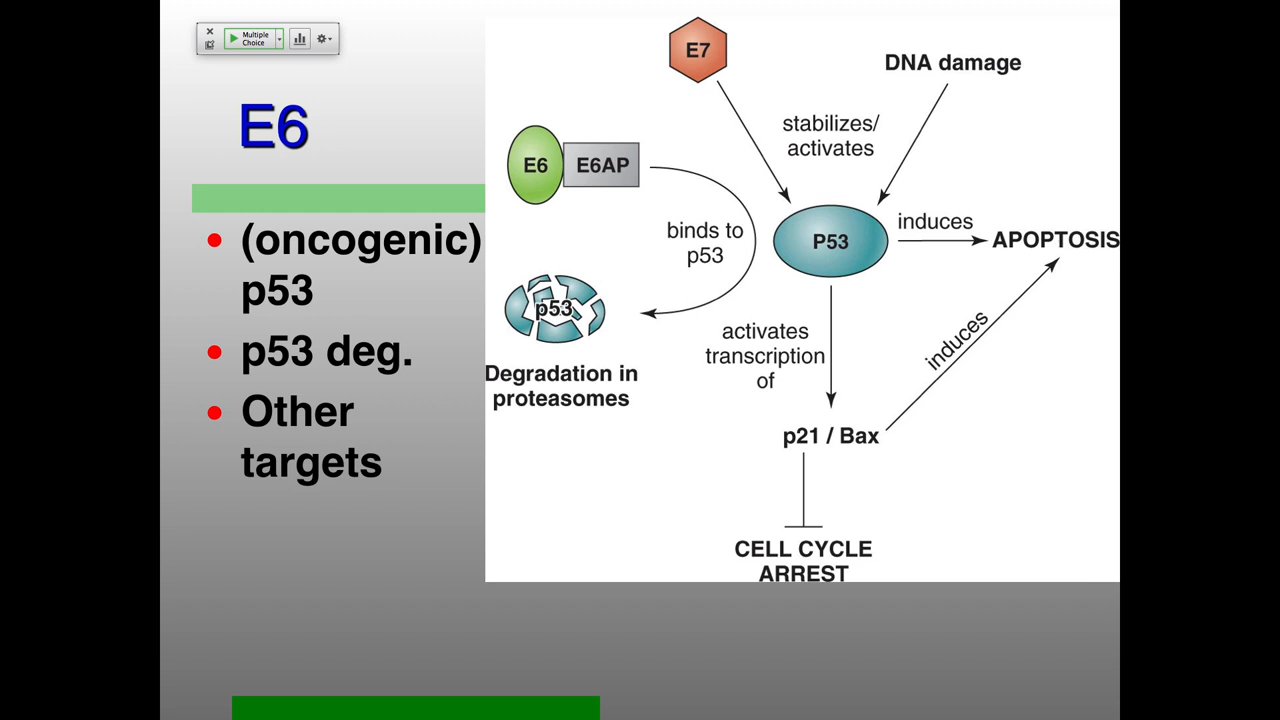 Multiple
Choice
E6
(oncogenic)
p53
p53 deg.
Other
targets
E7
DNA damage
stabilizes/
activates
E6
E6AP
binds to
p53
P53
induces
APOPTOSIS
p53
Degradation in
proteasomes
activates
transcription
of
induces
p21 / Bax
CELL CYCLE
ARREST